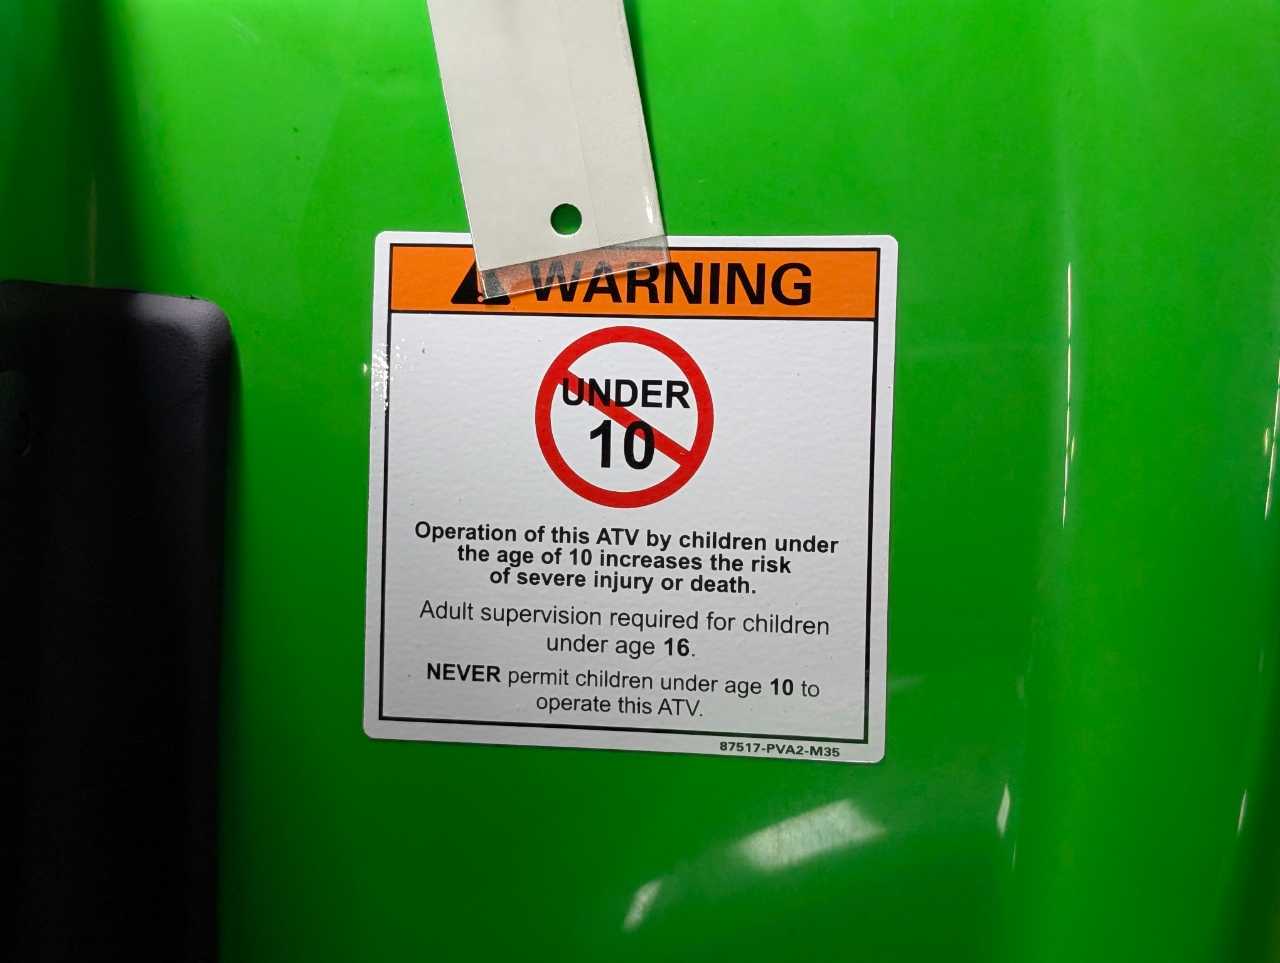 WARNING
UNDER
10
Operation of this ATV by children under
the age of 10 increases the risk
of severe injury or death.
Adult supervision required for children
under age 16.
NEVER permit children under age 10 to
operate this ATV.
87517-PVA2-M35